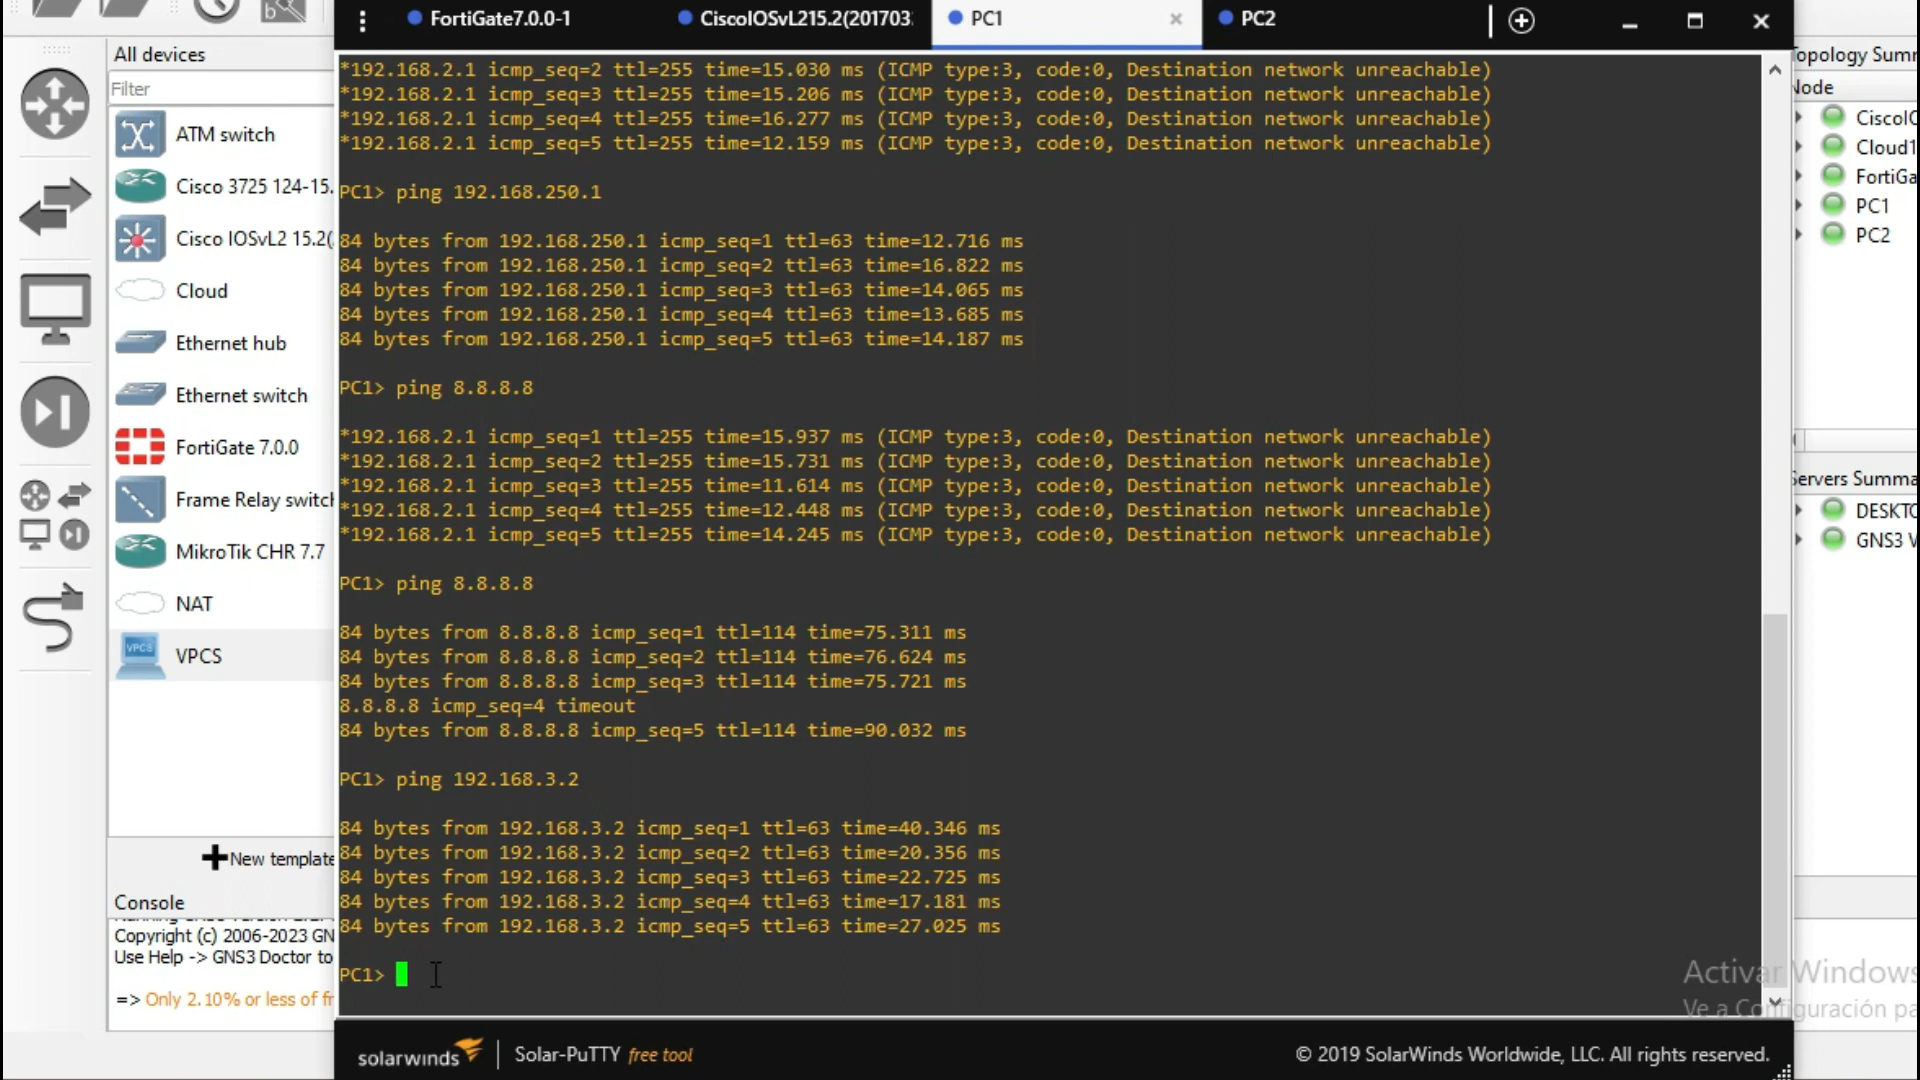 FortiGate7.0.0-1
CiscoIOSvL215.2(201703
PC1
PC2
All devices
Filter
ATM switch
Cisco 3725 124-15.
Cisco IOSvL2 15.2(
Cloud
Ethernet hub
Ethernet switch
FortiGate 7.0.0
Frame Relay switch
MikroTik CHR 7.7
NAT
VPCS
New template
Console
Copyright (c) 2006-2023 GN
Use Help -> GNS3 Doctor to
=> Only 2.10% or less of fr
*192.168.2.1 icmp_seq=2 ttl=255 time=15.030 ms (ICMP type:3, code:0, Destination network unreachable)
*192.168.2.1 icmp_seq=3 ttl=255 time=15.206 ms (ICMP type:3, code:0, Destination network unreachable)
*192.168.2.1 icmp_seq=4 ttl=255 time=16.277 ms (ICMP type:3, code:0, Destination network unreachable)
*192.168.2.1 icmp_seq=5 ttl=255 time=12.159 ms (ICMP type:3, code:0, Destination network unreachable)
PC1> ping 192.168.250.1
84 bytes from 192.168.250.1 icmp_seq=1 ttl=63 time=12.716 ms
84 bytes from 192.168.250.1 icmp_seq=2 ttl=63 time=16.822 ms
84 bytes from 192.168.250.1 icmp_seq=3 ttl=63 time=14.065 ms
84 bytes from 192.168.250.1 icmp_seq=4 ttl=63 time=13.685 ms
84 bytes from 192.168.250.1 icmp_seq=5 ttl=63 time=14.187 ms
PC1> ping 8.8.8.8
*192.168.2.1 icmp_seq=1 ttl=255 time=15.937 ms (ICMP type:3, code:0, Destination network unreachable)
*192.168.2.1 icmp_seq=2 ttl=255 time=15.731 ms (ICMP type:3, code:0, Destination network unreachable)
*192.168.2.1 icmp_seq=3 ttl=255 time=11.614 ms (ICMP type:3, code:0, Destination network unreachable)
*192.168.2.1 icmp_seq=4 ttl=255 time=12.448 ms (ICMP type:3, code:0, Destination network unreachable)
*192.168.2.1 icmp_seq=5 ttl=255 time=14.245 ms (ICMP type:3, code:0, Destination network unreachable)
PC1> ping 8.8.8.8
84 bytes from 8.8.8.8 icmp_seq=1 ttl=114 time=75.311 ms
84 bytes from 8.8.8.8 icmp_seq=2 ttl=114 time=76.624 ms
84 bytes from 8.8.8.8 icmp_seq=3 ttl=114 time=75.721 ms
8.8.8.8 icmp_seq=4 timeout
84 bytes from 8.8.8.8 icmp_seq=5 ttl=114 time=90.032 ms
PC1> ping 192.168.3.2
84 bytes from 192.168.3.2 icmp_seq=1 ttl=63 time=40.346 ms
84 bytes from 192.168.3.2 icmp_seq=2 ttl=63 time=20.356 ms
84 bytes from 192.168.3.2 icmp_seq=3 ttl=63 time=22.725 ms
84 bytes from 192.168.3.2 icmp_seq=4 ttl=63 time=17.181 ms
84 bytes from 192.168.3.2 icmp_seq=5 ttl=63 time=27.025 ms
PC1>
Topology Summ
Node
CiscoIO
Cloud1
FortiGa
PC1
PC2
Servers Summa
DESKTO
GNS3 V
Activar Windows
Ve a Configuración pa
solarwinds
Solar-PuTTY free tool
© 2019 SolarWinds Worldwide, LLC. All rights reserved.